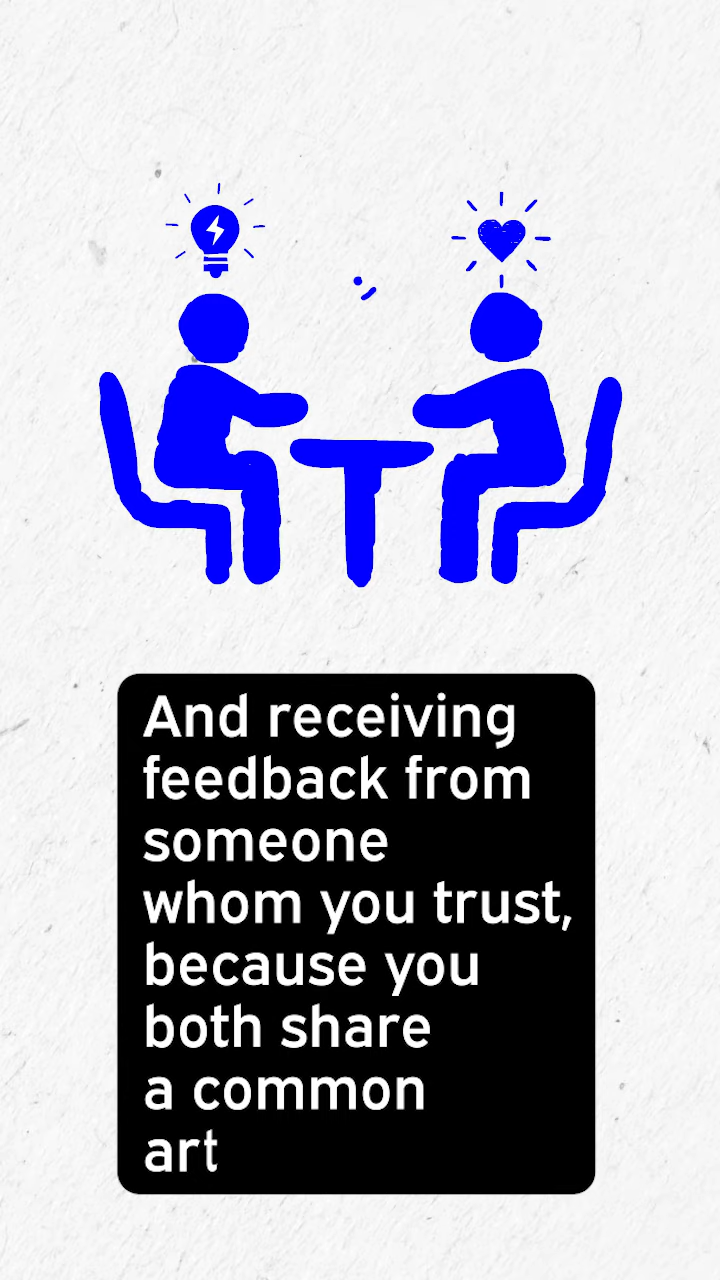 And receiving
feedback from
someone
whom you trust,
because you
both share
a common
art